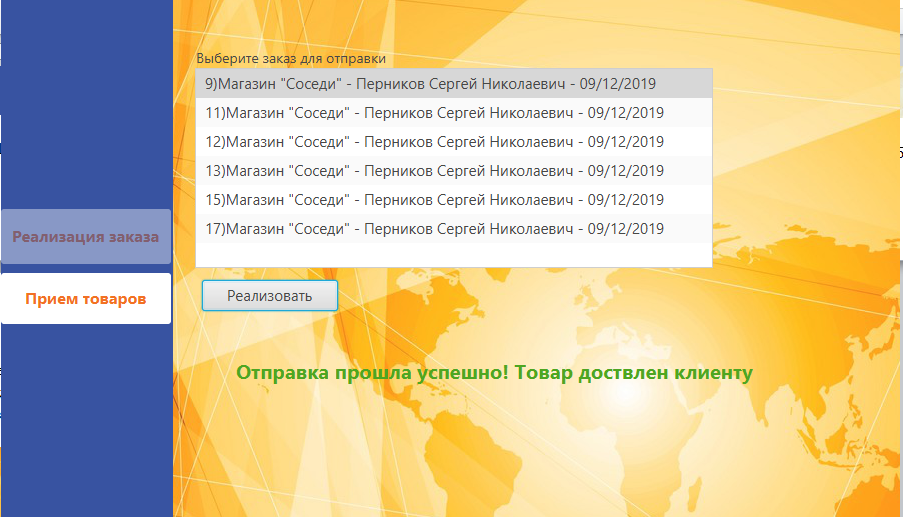 Выберите заказ для отправки
9)Магазин "Соседи" - Перников Сергей Николаевич - 09/12/2019
11)Магазин "Соседи" - Перников Сергей Николаевич - 09/12/2019
12)Магазин "Соседи" - Перников Сергей Николаевич - 09/12/2019
13)Магазин "Соседи" - Перников Сергей Николаевич - 09/12/2019
15)Магазин "Соседи" - Перников Сергей Николаевич - 09/12/2019
17)Магазин "Соседи" - Перников Сергей Николаевич - 09/12/2019
Реализация заказа
Прием товаров
Реализовать
Отправка прошла успешно! Товар доствлен клиенту